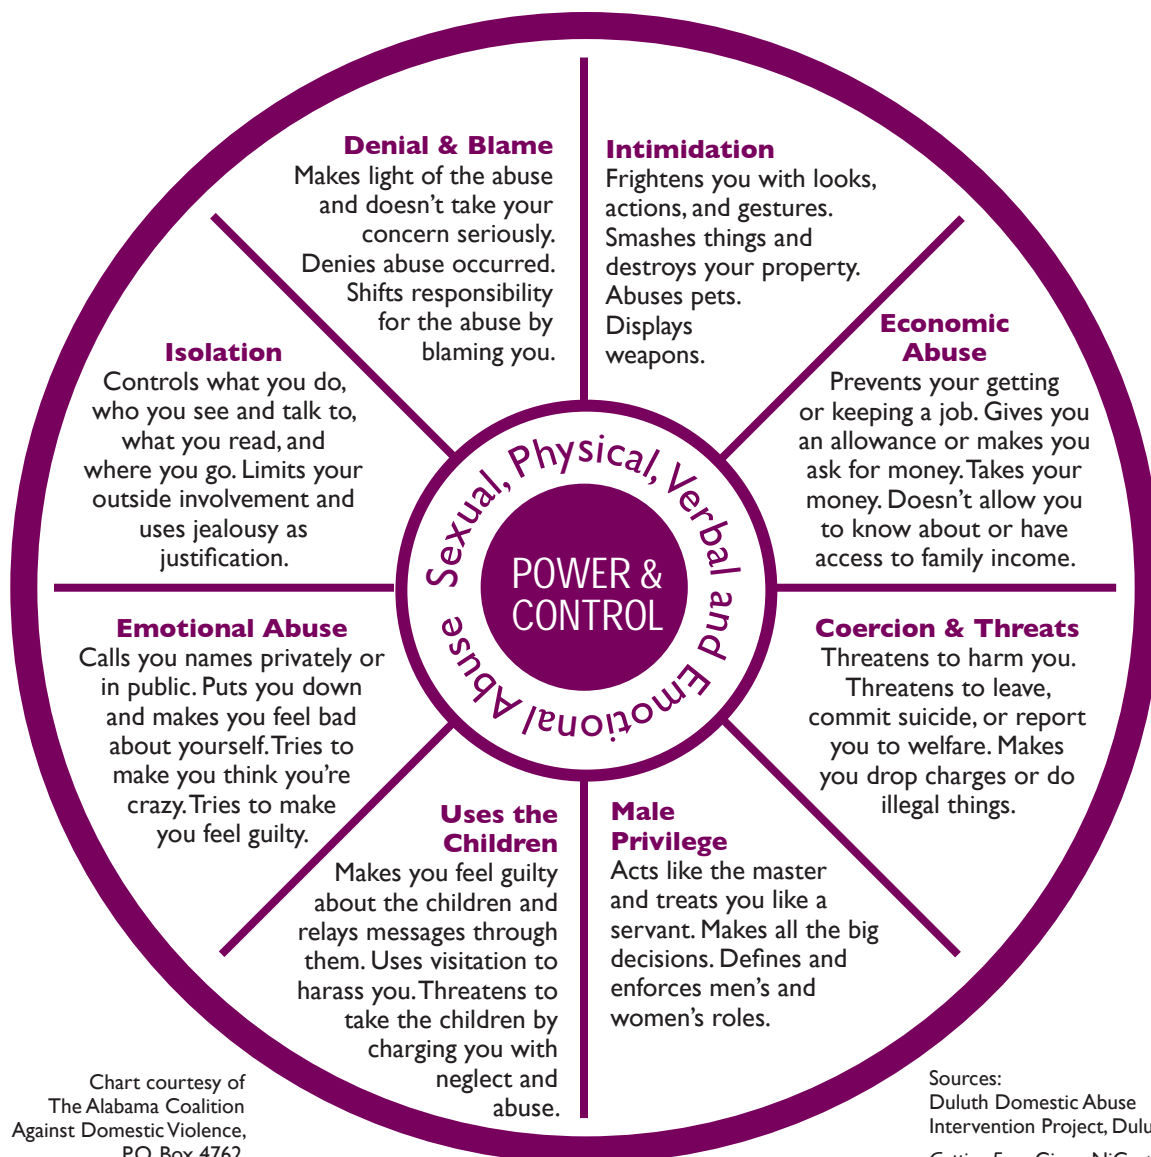 Denial & Blame
Makes light of the abuse
and doesn't take your
concern seriously.
Denies abuse occurred.
Shifts responsibility
for the abuse by
blaming you.
Intimidation
Frightens you with looks,
actions, and gestures.
Smashes things and
destroys your property.
Abuses pets.
Displays
weapons.
Economic
Abuse
Prevents your getting
or keeping a job. Gives you
an allowance or makes you
ask for money. Takes your
money. Doesn't allow you
to know about or have
access to family income.
Coercion & Threats
Threatens to harm you.
Threatens to leave,
commit suicide, or report
you to welfare. Makes
you drop charges or do
illegal things.
Male
Privilege
Acts like the master
and treats you like a
servant. Makes all the big
decisions. Defines and
enforces men's and
women's roles.
Uses the
Children
Makes you feel guilty
about the children and
relays messages through
them. Uses visitation to
harass you. Threatens to
take the children by
charging you with
neglect and
abuse.
Emotional Abuse
Calls you names privately or
in public. Puts you down
and makes you feel bad
about yourself. Tries to
make you think you're
crazy. Tries to make
you feel guilty.
Isolation
Controls what you do,
who you see and talk to,
what you read, and
where you go. Limits your
outside involvement and
uses jealousy as
justification.
Sexual, Physical, Verbal and Emotional Abuse
POWER &
CONTROL
Chart courtesy of
The Alabama Coalition
Against Domestic Violence,
P.O. Box 4762,
Sources:
Duluth Domestic Abuse
Intervention Project,